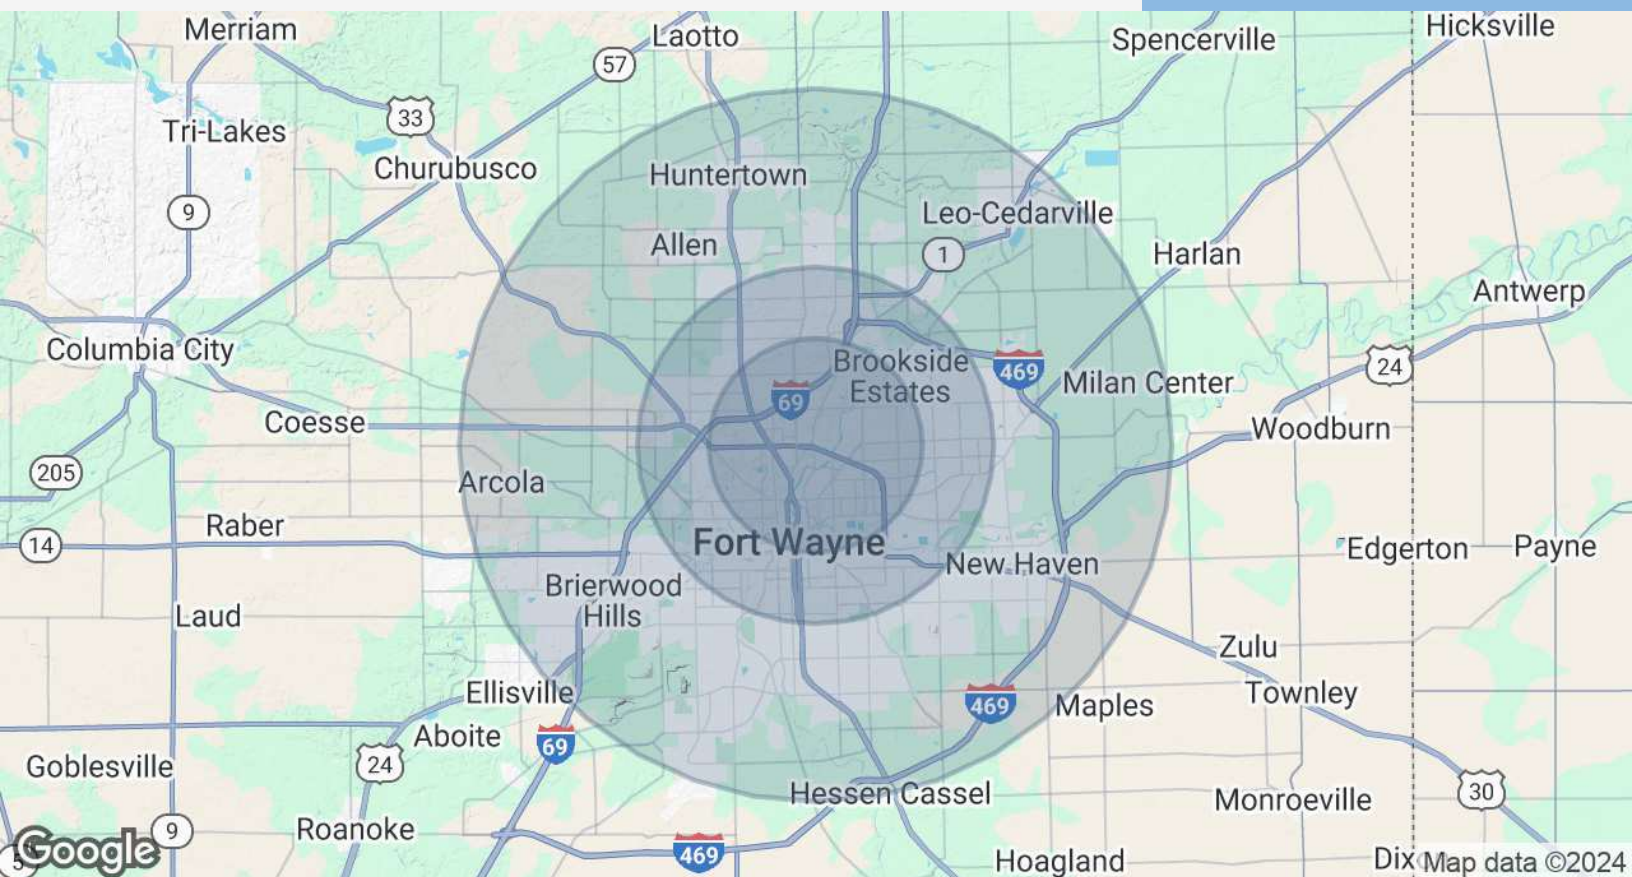 Merriam
Laotto
Spencerville
Hicksville
57
33
Tri-Lakes
Churubusco
Huntertown
9
Leo-Cedarville
Allen
1
Harlan
Antwerp
Columbia City
Brookside
Estates
469
24
Milan Center
69
Coesse
Woodburn
205
Arcola
Raber
14
Fort Wayne
Edgerton
Payne
New Haven
Brierwood
Hills
Laud
Zulu
Ellisville
Townley
469
Maples
Aboite
69
24
Goblesville
Hessen Cassel
Monroeville
30
Roanoke
9
Google
469
Hoagland
Map data ©2024